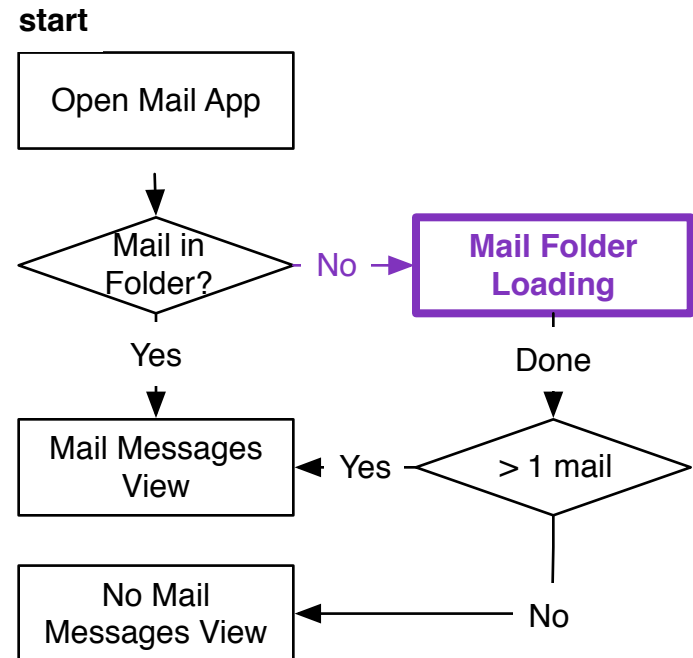 start
Open Mail App
Mail in
Folder?
No
Mail Folder
Loading
Yes
Done
Mail Messages
View
Yes
> 1 mail
No Mail
Messages View
No